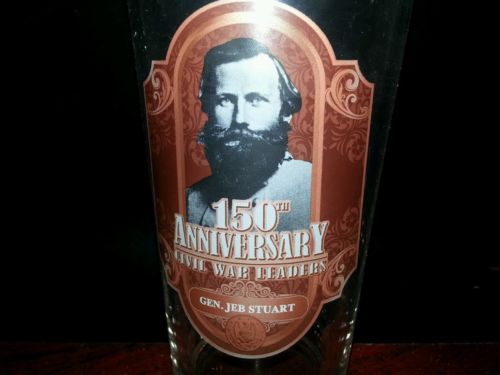 150TH
ANNIVERSARY
CIVIL WAR LEADERS
GEN. JEB STUART